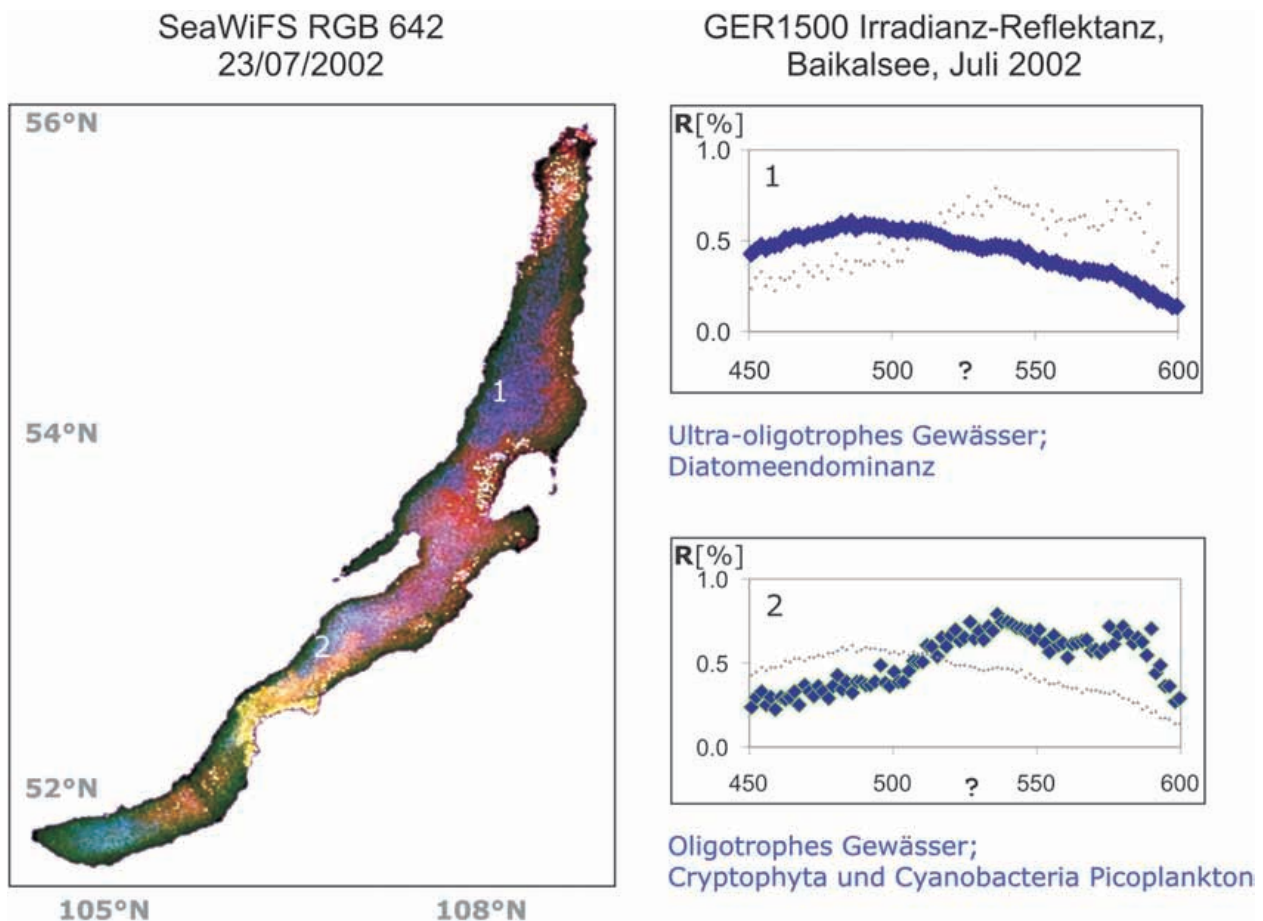 SeaWiFS RGB 642
23/07/2002
56°N
54°N
52°N
105°N
108°N
1
2
GER1500 Irradianz-Reflektanz,
Baikalsee, Juli 2002
R[%]
1.0
0.5
0.0
1
450
500
?
550
600
Ultra-oligotrophes Gewässer;
Diatomeendominanz
R[%]
1.0
0.5
0.0
2
450
500
?
550
600
Oligotrophes Gewässer;
Cryptophyta und Cyanobacteria Picoplankton